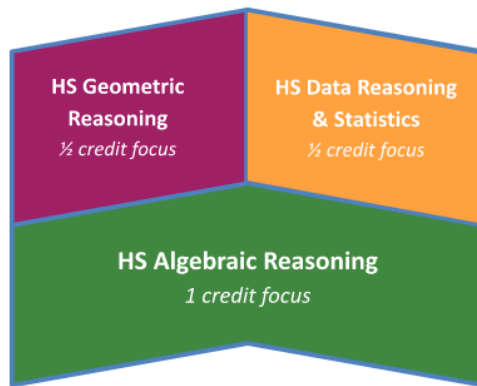 HS Geometric
Reasoning
½ credit focus
HS Data Reasoning
& Statistics
½ credit focus
HS Algebraic Reasoning
1 credit focus